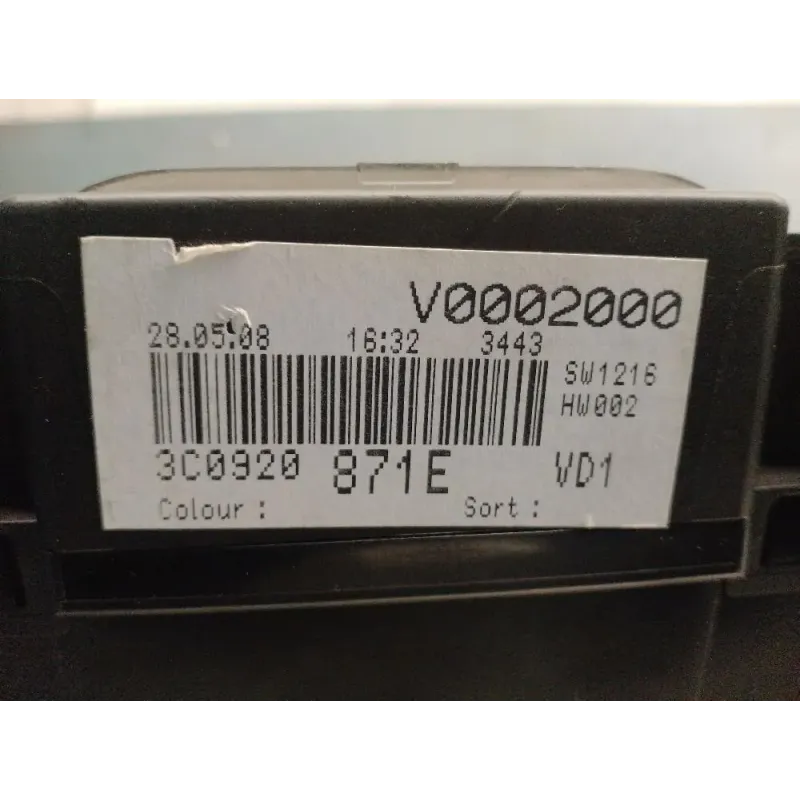 V0002000
28.05.08 16:32 3443
SW1216
HW002
3C0920 871E VD1
Colour : Sort :